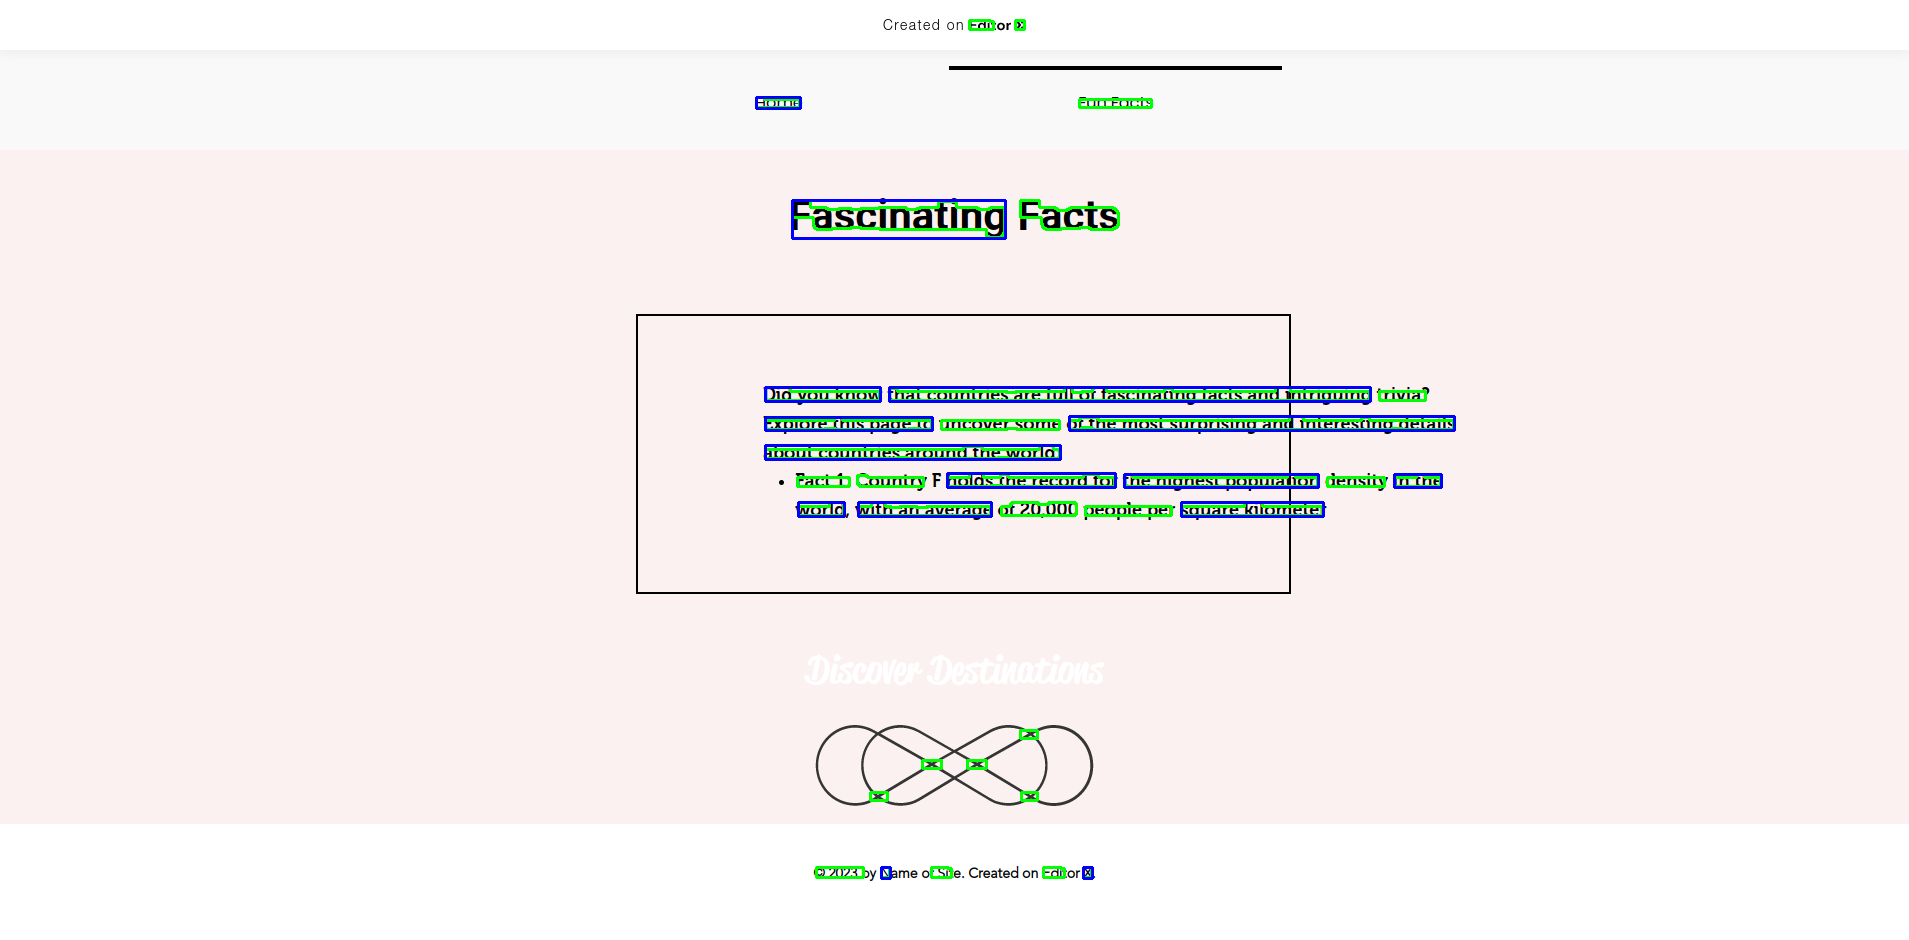 Created on Editor X
Home
Fun Facts
Fascinating Facts
Did you know that countries are full of fascinating facts and intriguing trivia?
Explore this page to uncover some of the most surprising and interesting details
about countries around the world.
• Fact 1: Country F holds the record for the highest population density in the
world, with an average of 20,000 people per square kilometer
Discover Destinations
© 2023 by Name of Site. Created on Editor X.